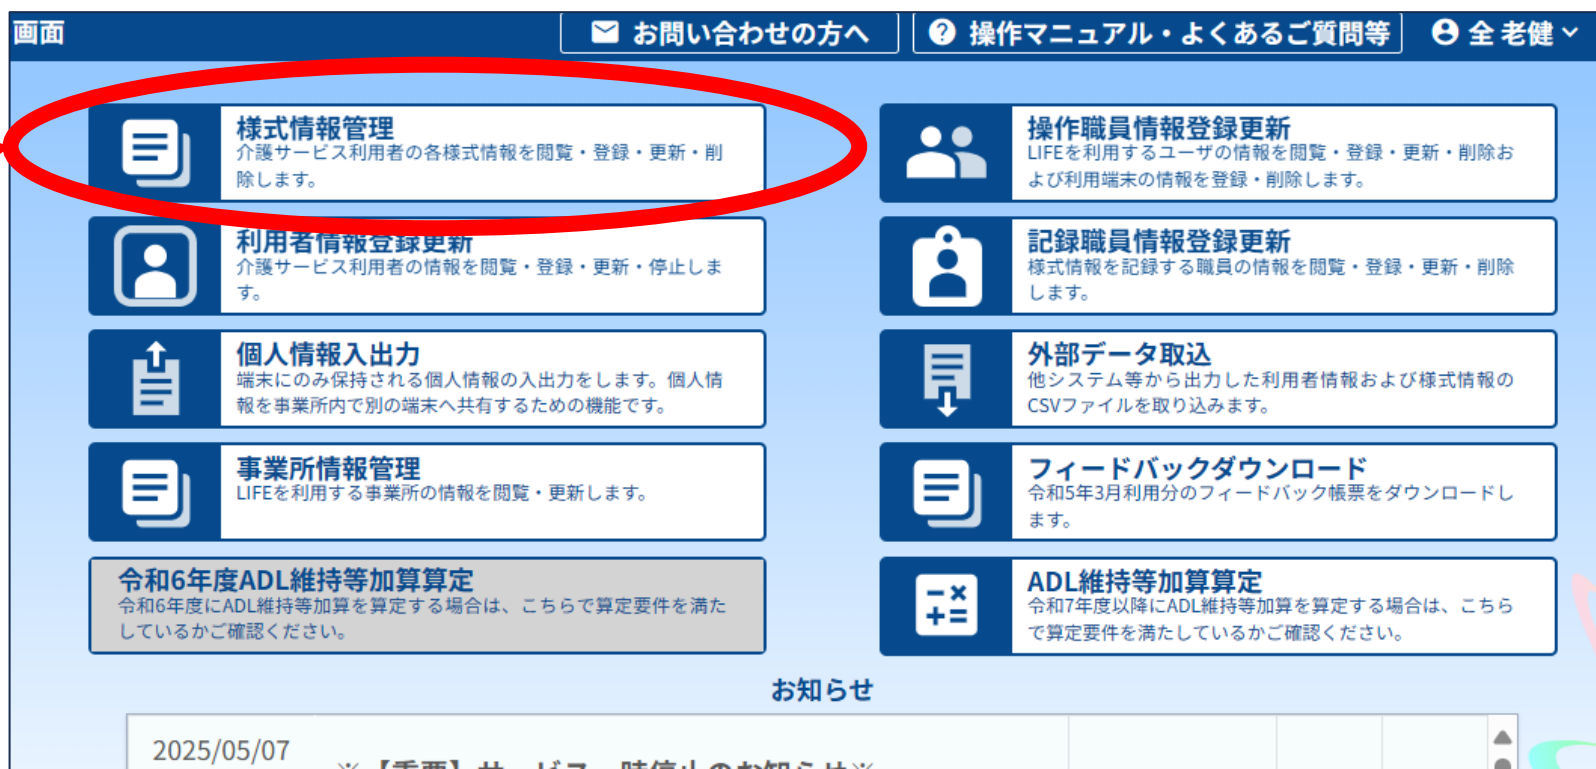 画面
お問い合わせの方へ
操作マニュアル・よくあるご質問等
全 老健
様式情報管理
介護サービス利用者の各様式情報を閲覧・登録・更新・削
除します。
操作職員情報登録更新
LIFEを利用するユーザの情報を閲覧・登録・更新・削除お
よび利用端末の情報を登録・削除します。
利用者情報登録更新
介護サービス利用者の情報を閲覧・登録・更新・停止しま
す。
記録職員情報登録更新
様式情報を記録する職員の情報を閲覧・登録・更新・削除
します。
個人情報入出力
端末にのみ保持される個人情報の入出力をします。個人情
報を事業所内で別の端末へ共有するための機能です。
外部データ取込
他システム等から出力した利用者情報および様式情報の
CSVファイルを取り込みます。
事業所情報管理
LIFEを利用する事業所の情報を閲覧・更新します。
フィードバックダウンロード
令和5年3月利用分のフィードバック帳票をダウンロードし
ます。
令和6年度ADL維持等加算算定
令和6年度にADL維持等加算を算定する場合は、こちらで算定要件を満た
しているかご確認ください。
ADL維持等加算算定
令和7年度以降にADL維持等加算を算定する場合は、こちら
で算定要件を満たしているかご確認ください。
お知らせ
2025/05/07
※【重要】サービス一時停止のお知らせ※